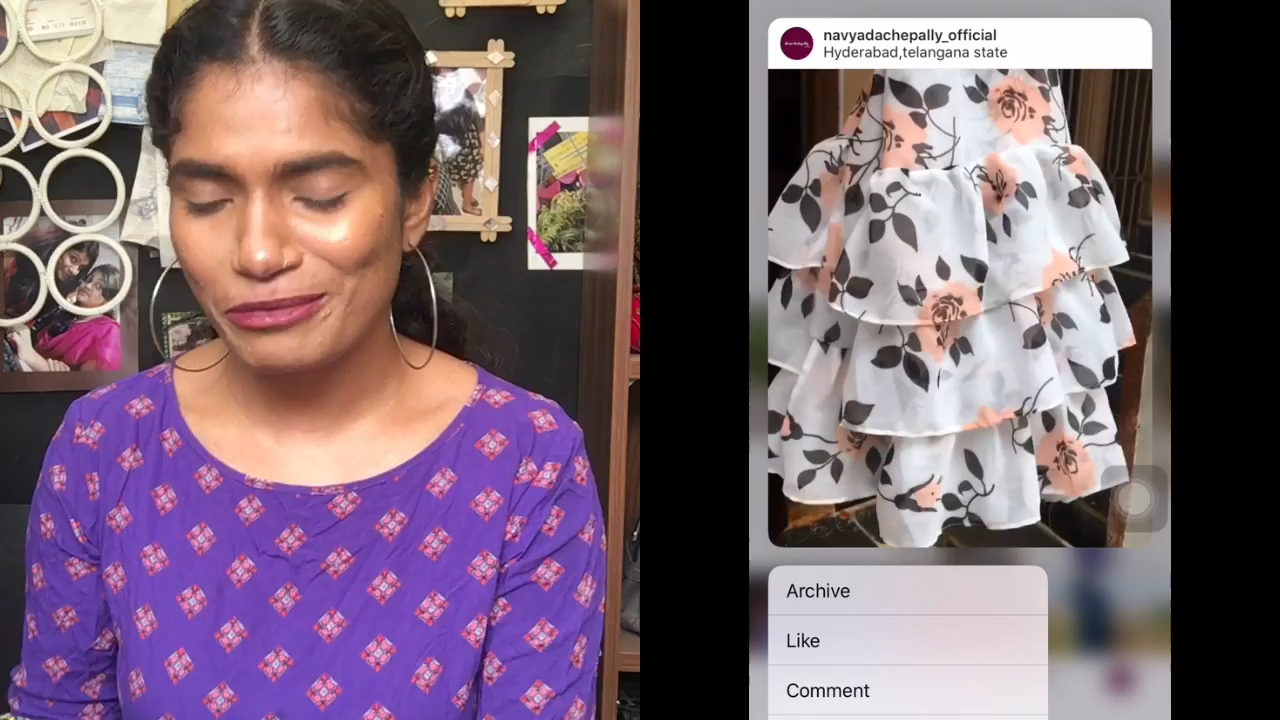 navyadachepally_official
Hyderabad,telangana state
Archive
Like
Comment